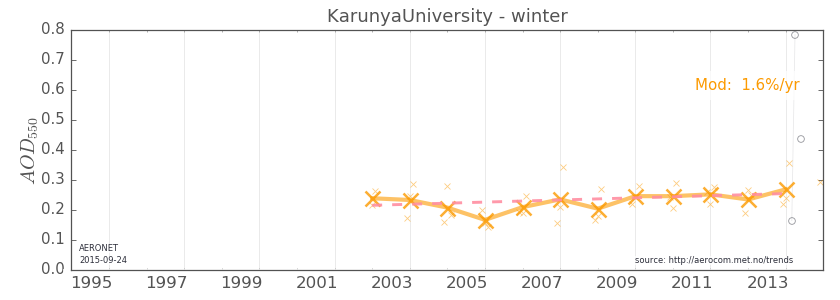 KarunyaUniversity - winter
0.8
0.7
0.6
0.5
0.4
0.3
0.2
0.1
0.0
AOD550
Mod: 1.6%/yr
AERONET
2015-09-24
source: http://aerocom.met.no/trends
1995 1997 1999 2001 2003 2005 2007 2009 2011 2013